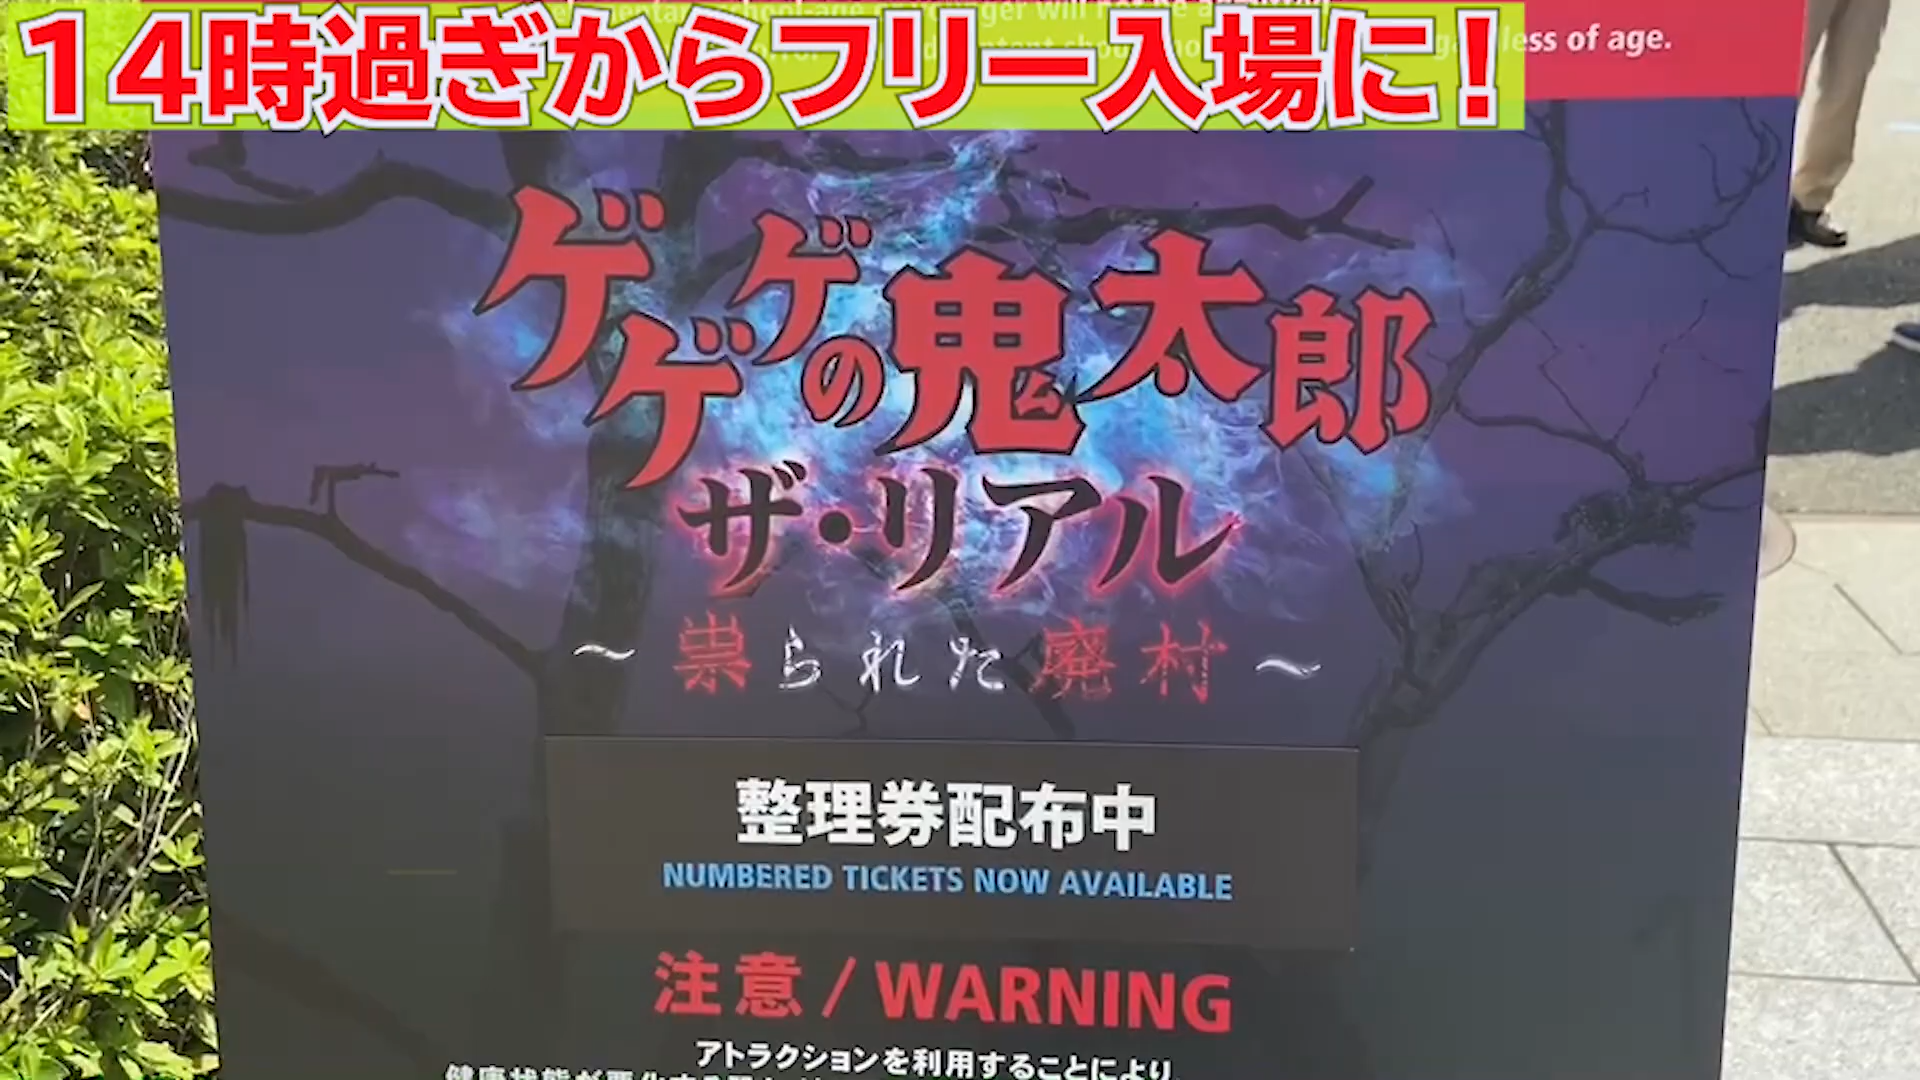 14時過ぎからフリー入場に!
ess of age.
ゲゲゲの鬼太郎
ザ・リアル
～祟られた廃村～
整理券配布中
NUMBERED TICKETS NOW AVAILABLE
注意 / WARNING
アトラクションを利用することにより、